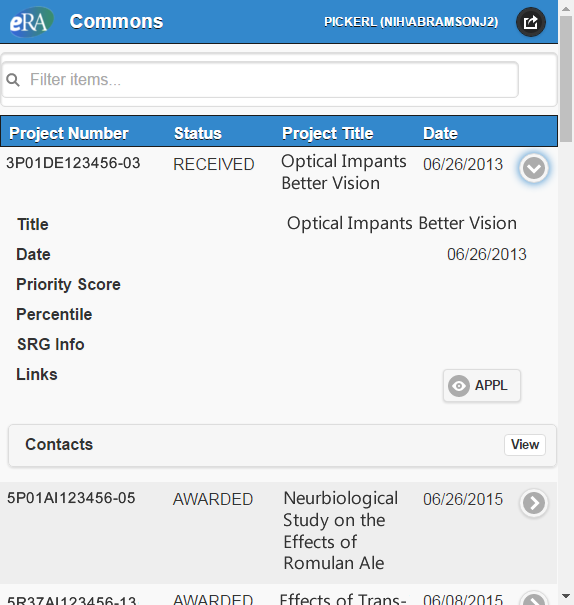 eRA Commons PICKERL (NIH\ABRAMSONJ2)
Filter items...
Project Number Status Project Title Date
3P01DE123456-03 RECEIVED Optical Impants 06/26/2013
Better Vision
Title Optical Impants Better Vision
Date 06/26/2013
Priority Score
Percentile
SRG Info
Links APPL
Contacts View
5P01AI123456-05 AWARDED Neurbiological 06/26/2015
Study on the
Effects of
Romulan Ale
5R37AI123456-13 AWARDED Effects of Trans- 06/08/2015